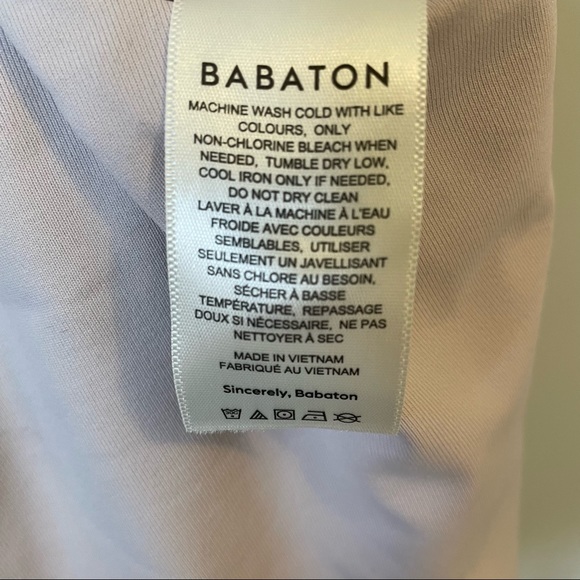 BABATON
MACHINE WASH COLD WITH LIKE
COLOURS, ONLY
NON-CHLORINE BLEACH WHEN
NEEDED, TUMBLE DRY LOW,
COOL IRON ONLY IF NEEDED,
DO NOT DRY CLEAN
LAVER À LA MACHINE À L'EAU
FROIDE AVEC COULEURS
SEMBLABLES, UTILISER
SEULEMENT UN JAVELLISANT
SANS CHLORE AU BESOIN,
SÉCHER À BASSE
TEMPÉRATURE, REPASSAGE
DOUX SI NÉCESSAIRE, NE PAS
NETTOYER À SEC
MADE IN VIETNAM
FABRIQUÉ AU VIETNAM
Sincerely, Babaton